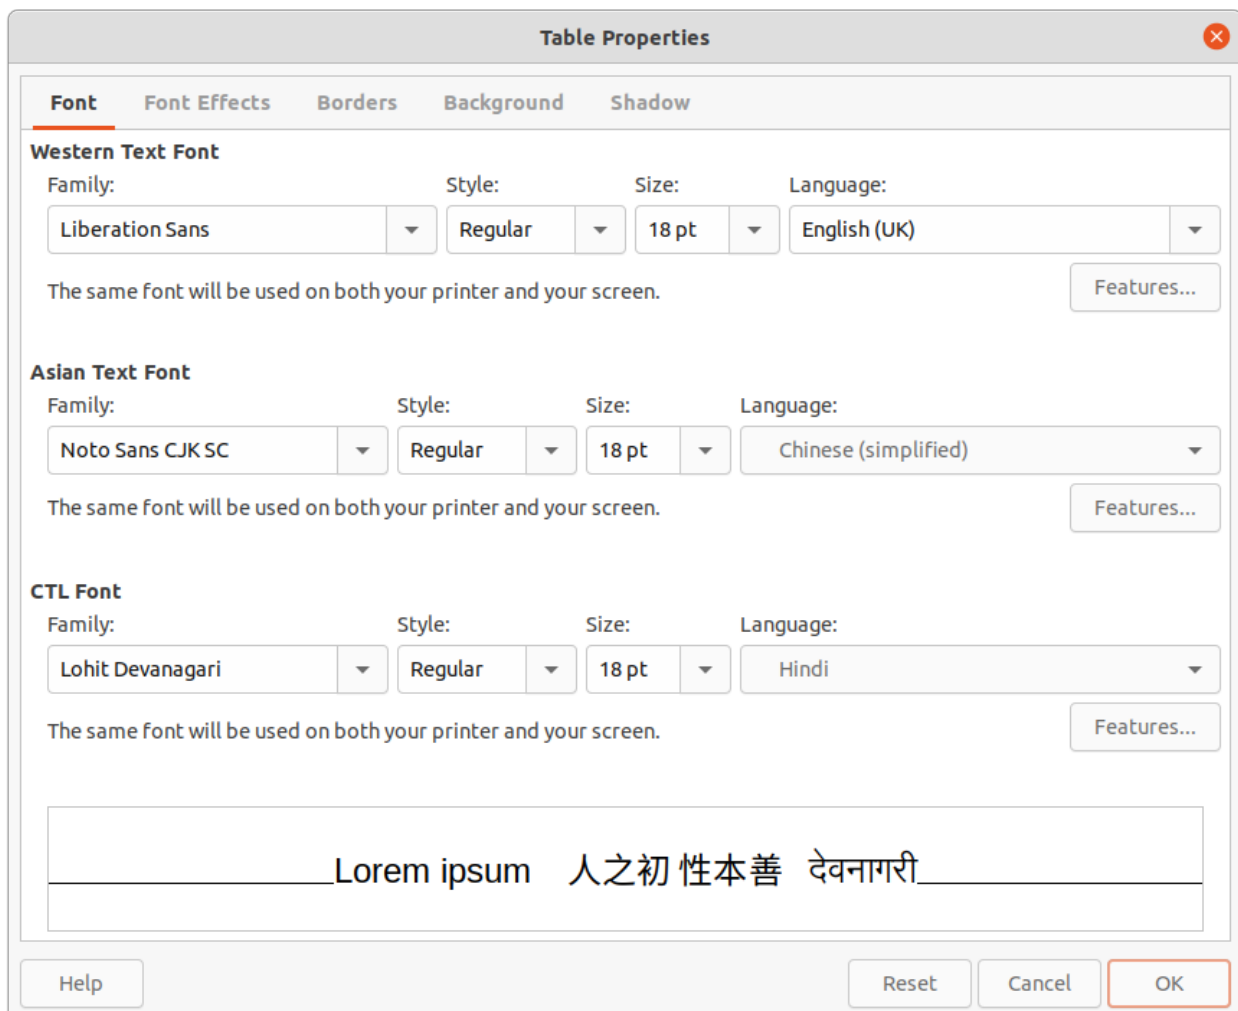 Table Properties
Font Font Effects Borders Background Shadow
Western Text Font
Family: Style: Size: Language:
Liberation Sans Regular 18 pt English (UK)
The same font will be used on both your printer and your screen. Features...
Asian Text Font
Family: Style: Size: Language:
Noto Sans CJK SC Regular 18 pt Chinese (simplified)
The same font will be used on both your printer and your screen. Features...
CTL Font
Family: Style: Size: Language:
Lohit Devanagari Regular 18 pt Hindi
The same font will be used on both your printer and your screen. Features...
Lorem ipsum 人之初 性本善 देवनागरी
Help Reset Cancel OK